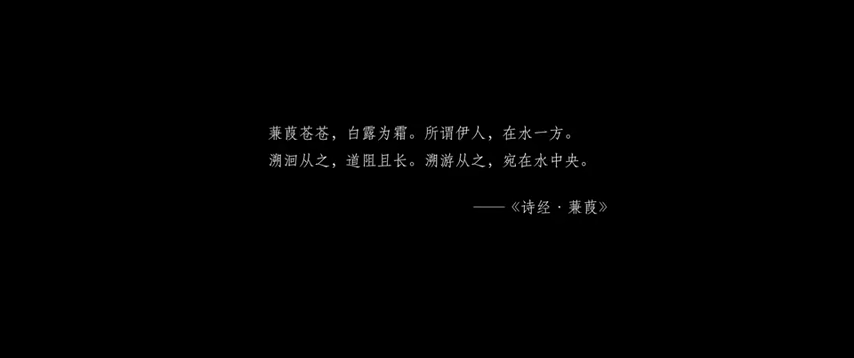 蒹葭苍苍，白露为霜。所谓伊人，在水一方。
溯洄从之，道阻且长。溯游从之，宛在水中央。
——《诗经·蒹葭》